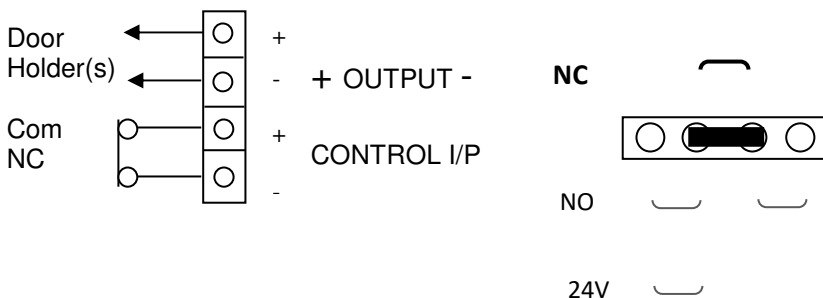 Door
Holder(s)
+
-
+ OUTPUT -
Com
NC
+
-
CONTROL I/P
NC
NO
24V